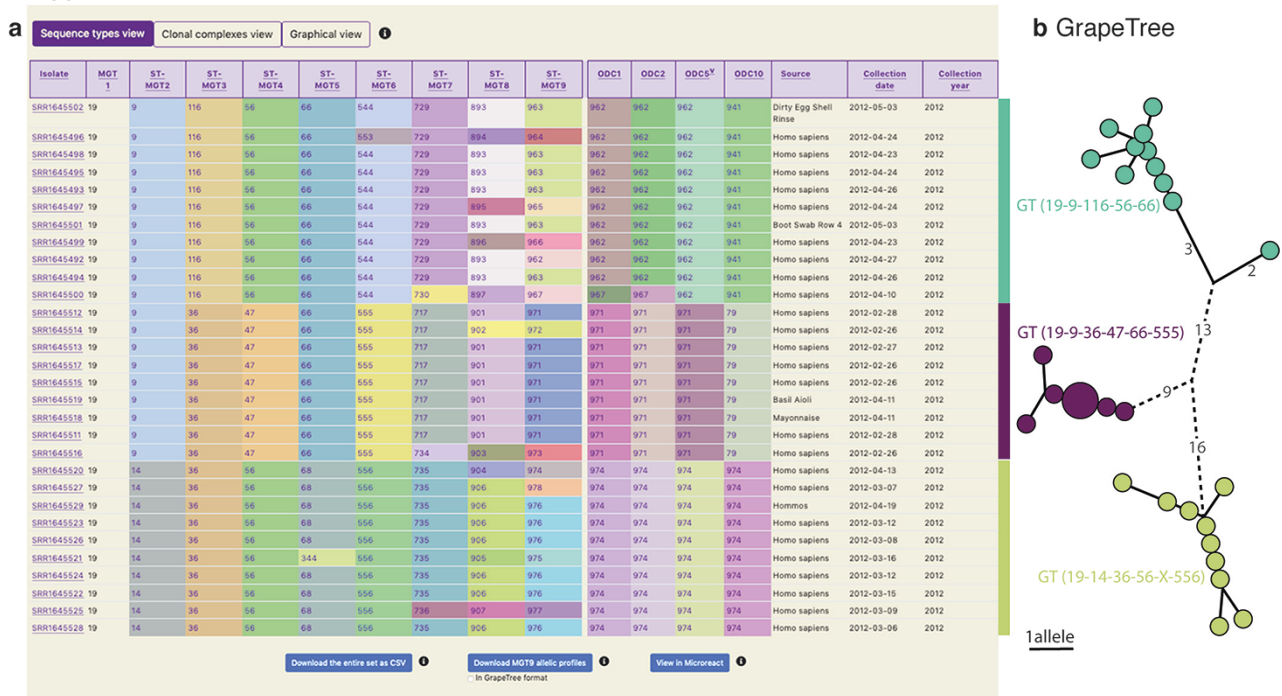 a
Sequence types view Clonal complexes view Graphical view i
Isolate MGT 1 ST-MGT2 ST-MGT3 ST-MGT4 ST-MGT5 ST-MGT6 ST-MGT7 ST-MGT8 ST-MGT9 ODC1 ODC2 ODC5 ODC10 Source Collection date Collection year
SRR1645502 19 9 116 56 66 544 729 893 963 962 962 962 941 Dirty Egg Shell Rinse 2012-05-03 2012
SRR1645496 19 9 116 56 66 553 729 894 964 962 962 962 941 Homo sapiens 2012-04-24 2012
SRR1645498 19 9 116 56 66 544 729 893 963 962 962 962 941 Homo sapiens 2012-04-23 2012
SRR1645495 19 9 116 56 66 544 729 893 963 962 962 962 941 Homo sapiens 2012-04-24 2012
SRR1645493 19 9 116 56 66 544 729 893 963 962 962 962 941 Homo sapiens 2012-04-26 2012
SRR1645497 19 9 116 56 66 544 729 895 965 962 962 962 941 Homo sapiens 2012-04-24 2012
SRR1645501 19 9 116 56 66 544 729 893 963 962 962 962 941 Boot Swab Row 4 2012-05-03 2012
SRR1645499 19 9 116 56 66 544 729 896 966 962 962 962 941 Homo sapiens 2012-04-23 2012
SRR1645492 19 9 116 56 66 544 729 893 962 962 962 962 941 Homo sapiens 2012-04-27 2012
SRR1645494 19 9 116 56 66 544 729 893 963 962 962 962 941 Homo sapiens 2012-04-26 2012
SRR1645500 19 9 116 56 66 544 730 897 967 967 967 962 941 Homo sapiens 2012-04-10 2012
SRR1645512 19 9 36 47 66 555 717 901 971 971 971 971 79 Homo sapiens 2012-02-28 2012
SRR1645514 19 9 36 47 66 555 717 902 972 971 971 971 79 Homo sapiens 2012-02-26 2012
SRR1645513 19 9 36 47 66 555 717 901 971 971 971 971 79 Homo sapiens 2012-02-27 2012
SRR1645517 19 9 36 47 66 555 717 901 971 971 971 971 79 Homo sapiens 2012-02-26 2012
SRR1645515 19 9 36 47 66 555 717 901 971 971 971 971 79 Homo sapiens 2012-02-26 2012
SRR1645519 19 9 36 47 66 555 717 901 971 971 971 971 79 Basil Aioli 2012-04-11 2012
SRR1645518 19 9 36 47 66 555 717 901 971 971 971 971 79 Mayonnaise 2012-04-11 2012
SRR1645511 19 9 36 47 66 555 717 901 971 971 971 971 79 Homo sapiens 2012-02-28 2012
SRR1645516 19 9 36 47 66 555 734 903 973 971 971 971 79 Homo sapiens 2012-02-26 2012
SRR1645520 19 14 36 56 68 556 735 904 974 974 974 974 974 Homo sapiens 2012-04-13 2012
SRR1645527 19 14 36 56 68 556 735 906 978 974 974 974 974 Homo sapiens 2012-03-07 2012
SRR1645529 19 14 36 56 68 556 735 906 976 974 974 974 974 Hommos 2012-04-19 2012
SRR1645523 19 14 36 56 68 556 735 906 976 974 974 974 974 Homo sapiens 2012-03-12 2012
SRR1645526 19 14 36 56 68 556 735 906 976 974 974 974 974 Homo sapiens 2012-03-08 2012
SRR1645521 19 14 36 56 344 556 735 905 975 974 974 974 974 Homo sapiens 2012-03-16 2012
SRR1645524 19 14 36 56 68 556 735 906 976 974 974 974 974 Homo sapiens 2012-03-12 2012
SRR1645522 19 14 36 56 68 556 735 906 976 974 974 974 974 Homo sapiens 2012-03-15 2012
SRR1645525 19 14 36 56 68 556 736 907 977 974 974 974 974 Homo sapiens 2012-03-09 2012
SRR1645528 19 14 36 56 68 556 735 906 976 974 974 974 974 Homo sapiens 2012-03-06 2012
Download the entire set as CSV i Download MGT9 allelic profiles i View in Microreact i
In GrapeTree format
b GrapeTree
GT (19-9-116-56-66)
3
2
13
GT (19-9-36-47-66-555)
9
16
GT (19-14-36-56-X-556)
1allele